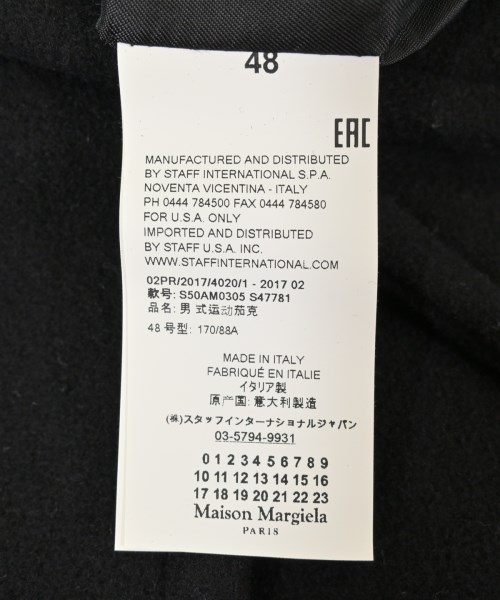 48
EAC
MANUFACTURED AND DISTRIBUTED
BY STAFF INTERNATIONAL S.P.A.
NOVENTA VICENTINA - ITALY
PH 0444 784500 FAX 0444 784580
FOR U.S.A. ONLY
IMPORTED AND DISTRIBUTED
BY STAFF U.S.A. INC.
WWW.STAFFINTERNATIONAL.COM
02PR/2017/4020/1 - 2017 02
款号: S50AM0305 S47781
品名: 男 式运动茄克
48 号型: 170/88A
MADE IN ITALY
FABRIQUÉ EN ITALIE
イタリア製
原产国: 意大利製造
(株)スタッフインターナショナルジャパン
03-5794-9931
0 1 2 3 4 5 6 7 8 9
10 11 12 13 14 15 16
17 18 19 20 21 22 23
Maison Margiela
PARIS